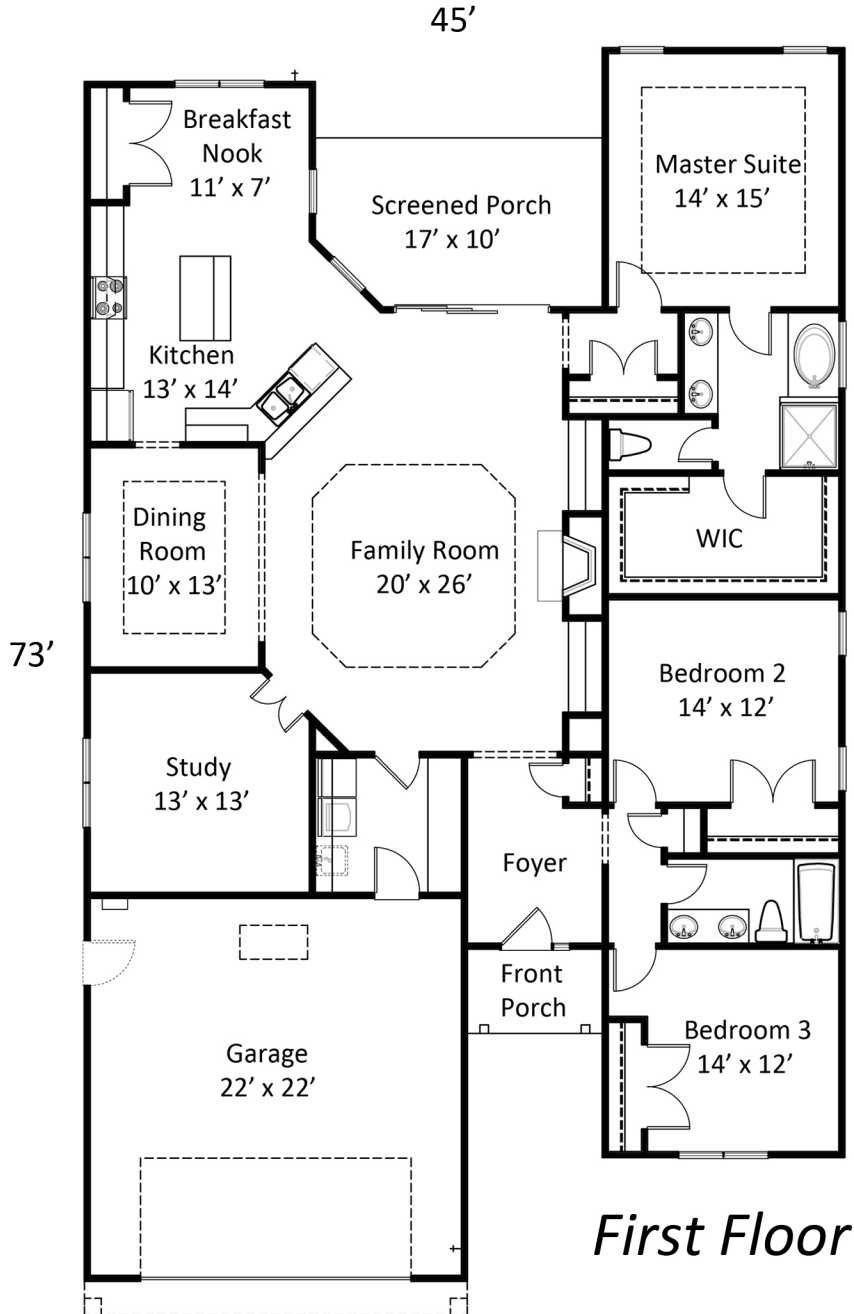 45’
Breakfast
Nook
11’ x 7’
Screened Porch
17’ x 10’
Master Suite
14’ x 15’
Kitchen
13’ x 14’
Dining
Room
10’ x 13’
Family Room
20’ x 26’
WIC
73’
Bedroom 2
14’ x 12’
Study
13’ x 13’
Foyer
Front
Porch
Bedroom 3
14’ x 12’
Garage
22’ x 22’
First Floor